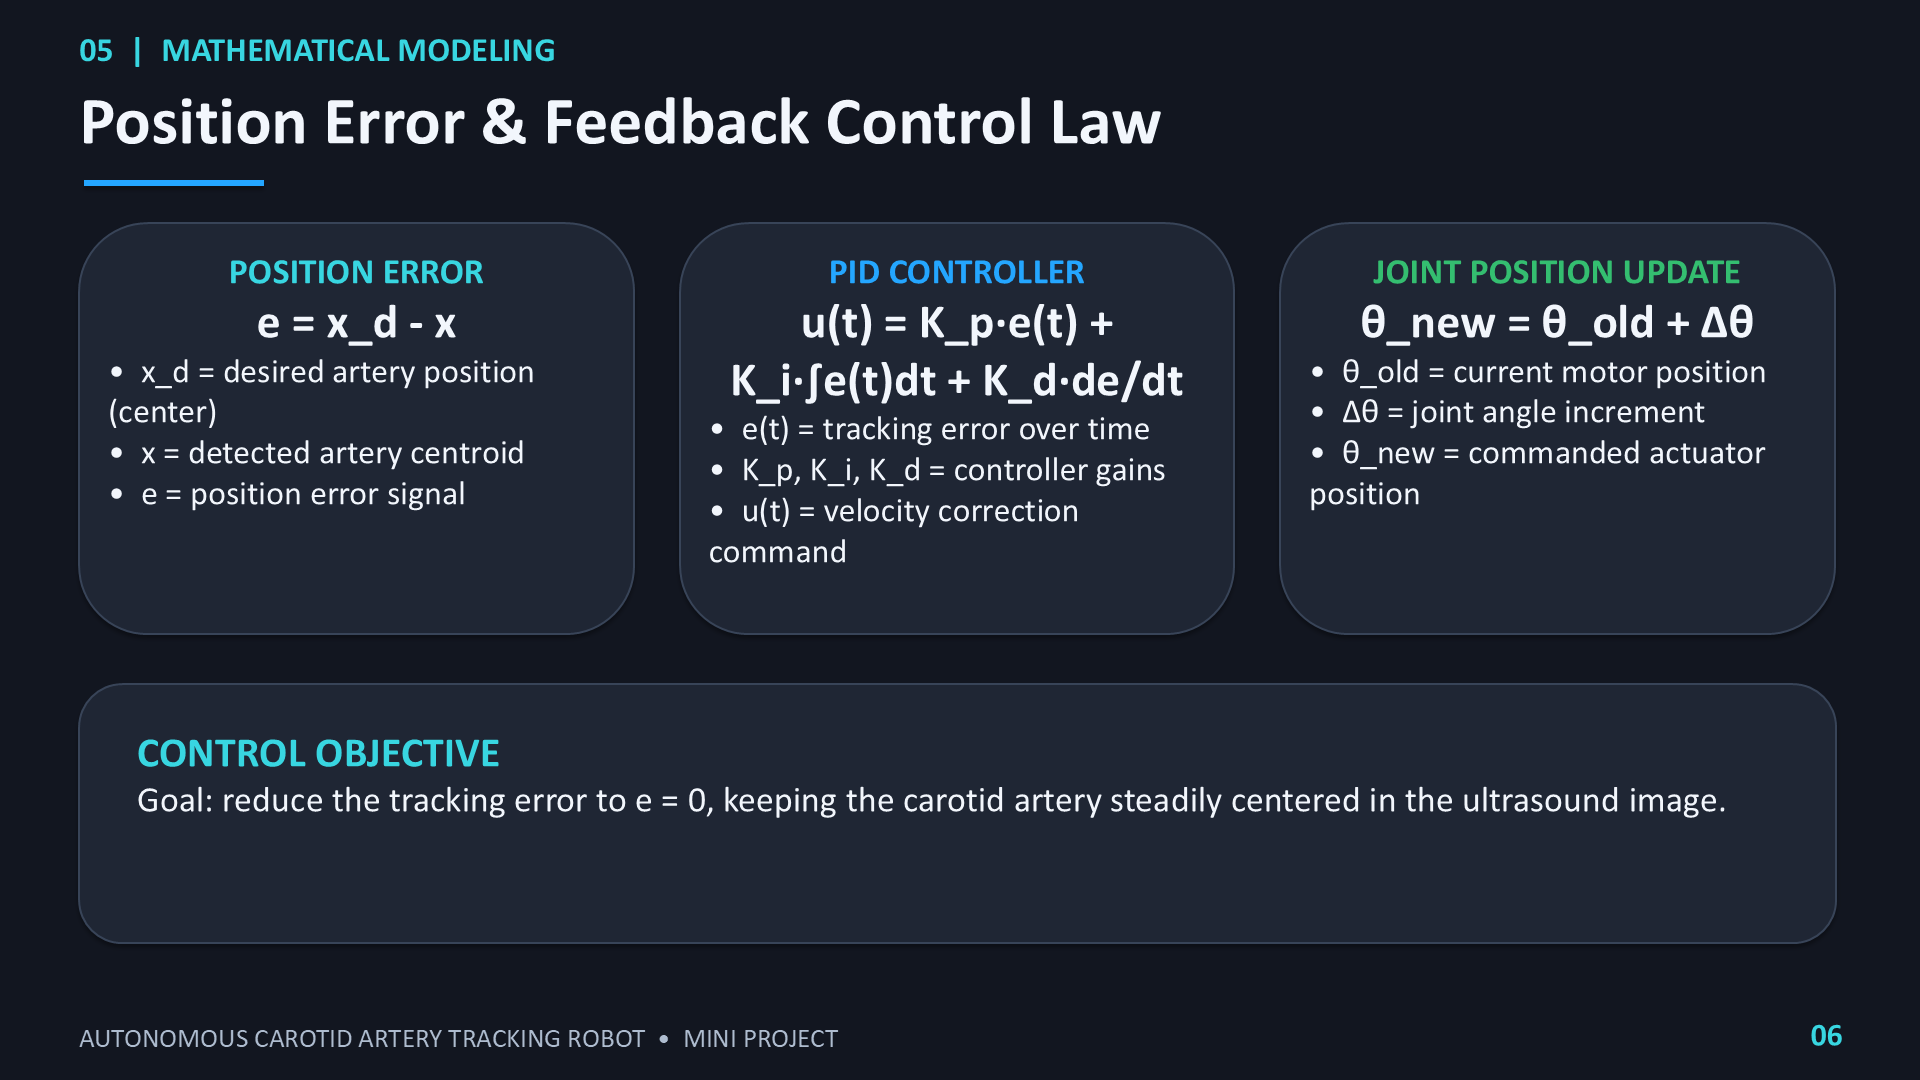 05 | MATHEMATICAL MODELING
Position Error & Feedback Control Law
POSITION ERROR
e = x_d - x
• x_d = desired artery position
(center)
• x = detected artery centroid
• e = position error signal
PID CONTROLLER
u(t) = K_p·e(t) +
K_i·∫e(t)dt + K_d·de/dt
• e(t) = tracking error over time
• K_p, K_i, K_d = controller gains
• u(t) = velocity correction
command
JOINT POSITION UPDATE
θ_new = θ_old + Δθ
• θ_old = current motor position
• Δθ = joint angle increment
• θ_new = commanded actuator
position
CONTROL OBJECTIVE
Goal: reduce the tracking error to e = 0, keeping the carotid artery steadily centered in the ultrasound image.
AUTONOMOUS CAROTID ARTERY TRACKING ROBOT • MINI PROJECT
06